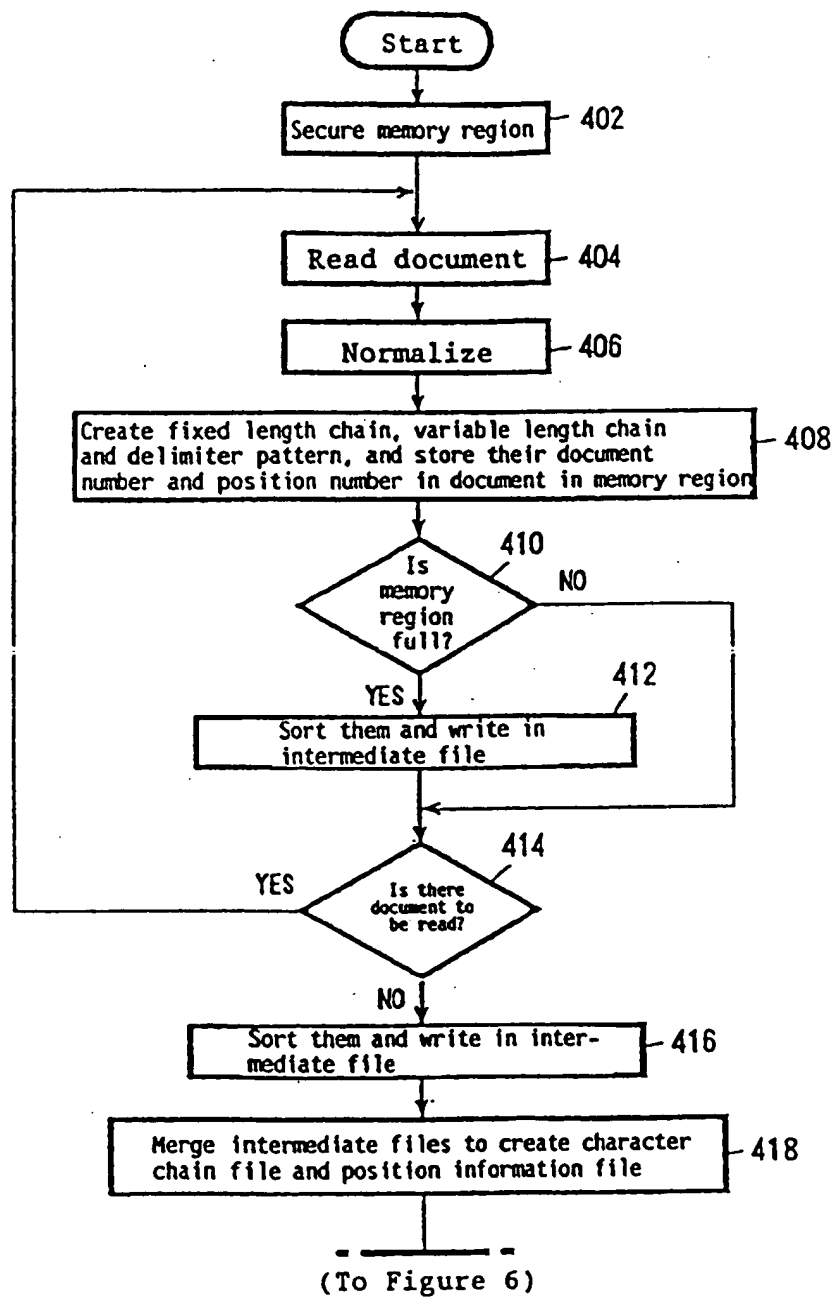 Start
Secure memory region
402
Read document
404
Normalize
406
Create fixed length chain, variable length chain
and delimiter pattern, and store their document
number and position number in document in memory region
408
410
Is
memory
region
full?
NO
YES
412
Sort them and write in
intermediate file
414
YES
Is there
document to
be read?
NO
Sort them and write in inter-
mediate file
416
Merge intermediate files to create character
chain file and position information file
418
(To Figure 6)